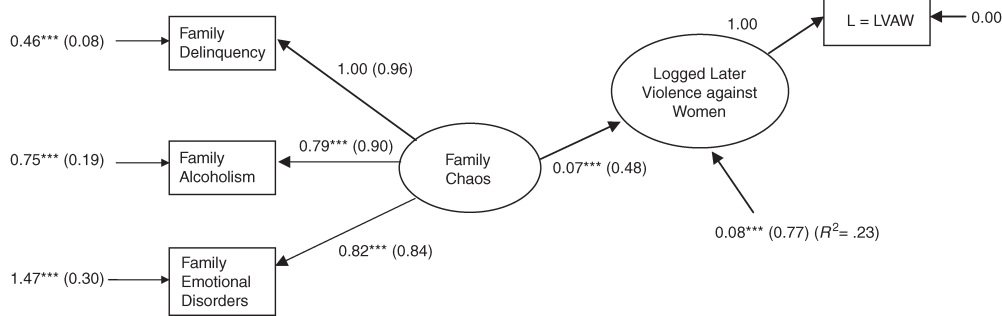 0.46*** (0.08)
Family
Delinquency
1.00 (0.96)
1.00
L = LVAW
0.00
Logged Later
Violence against
Women
0.75*** (0.19)
Family
Alcoholism
0.79*** (0.90)
Family
Chaos
0.07*** (0.48)
0.08*** (0.77) (R²= .23)
0.82*** (0.84)
1.47*** (0.30)
Family
Emotional
Disorders